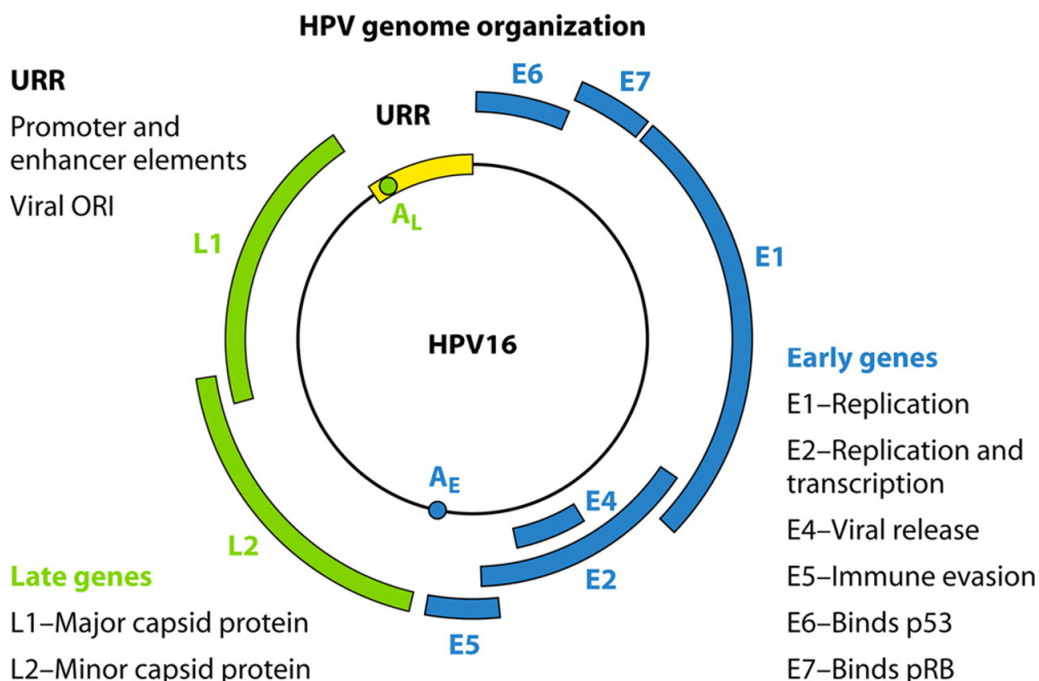 HPV genome organization
URR
Promoter and
enhancer elements
Viral ORI
URR
E6
E7
A_L
L1
E1
HPV16
A_E
E4
L2
E2
E5
Early genes
E1–Replication
E2–Replication and
transcription
E4–Viral release
E5–Immune evasion
E6–Binds p53
E7–Binds pRB
Late genes
L1–Major capsid protein
L2–Minor capsid protein